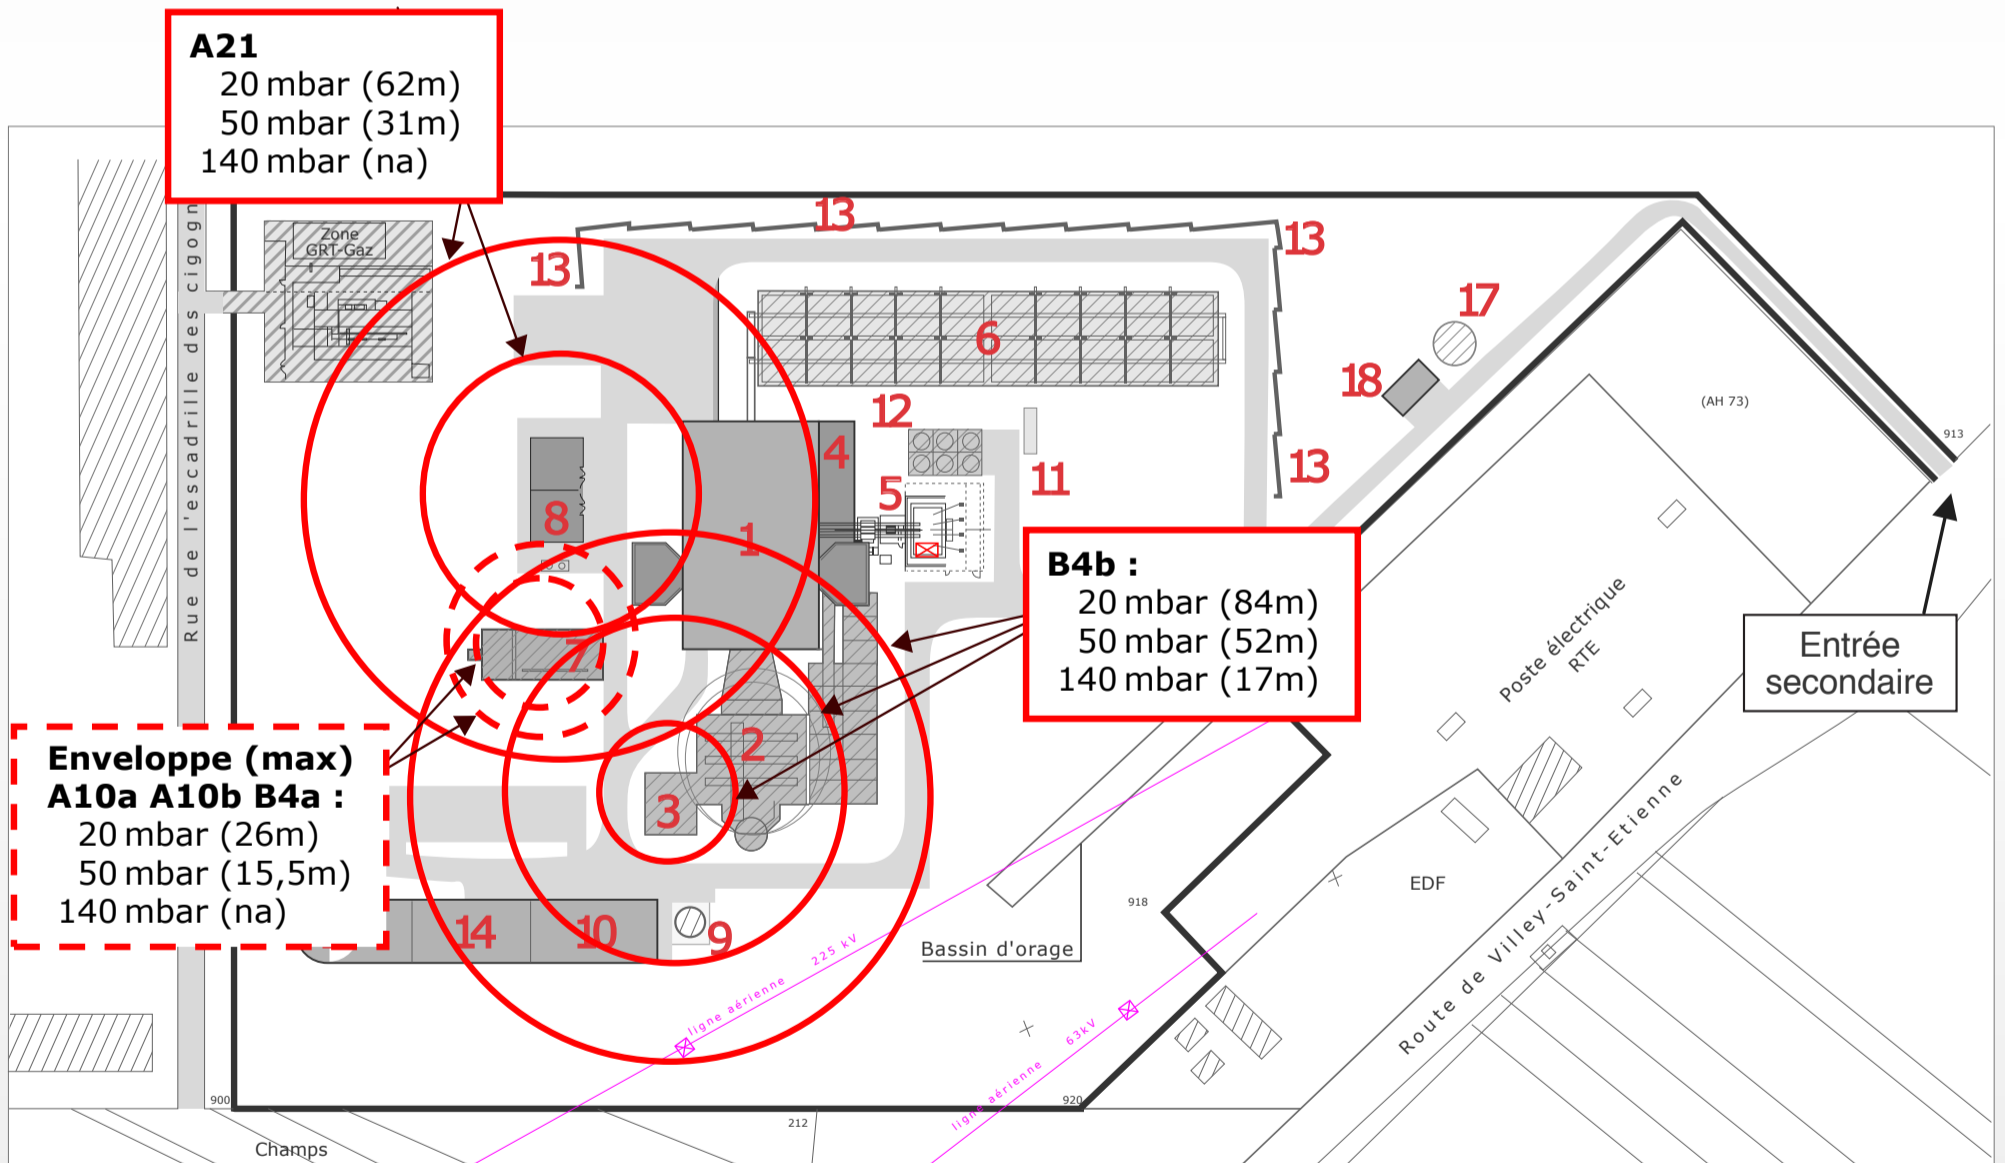 A21
20 mbar (62m)
50 mbar (31m)
140 mbar (na)
13
13
13
Zone
GRT-Gaz
Rue de l'escadrille des cigogn
17
6
18
12
(AH 73)
4
913
13
11
5
8
1
B4b :
20 mbar (84m)
50 mbar (52m)
140 mbar (17m)
Poste électrique
RTE
Entrée
secondaire
7
2
3
Enveloppe (max)
A10a A10b B4a :
20 mbar (26m)
50 mbar (15,5m)
140 mbar (na)
14
10
9
Bassin d'orage
918
EDF
Route de Villey-Saint-Etienne
ligne aérienne 225 kV
ligne aérienne 63kV
900
920
212
Champs